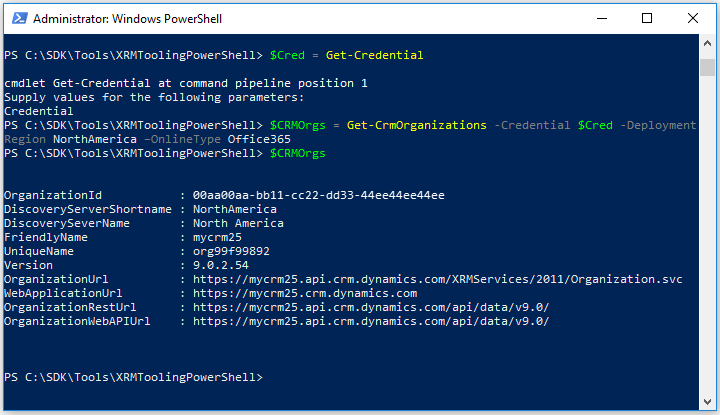 Administrator: Windows PowerShell
PS C:\SDK\Tools\XRMToolingPowerShell> $Cred = Get-Credential
cmdlet Get-Credential at command pipeline position 1
Supply values for the following parameters:
Credential
PS C:\SDK\Tools\XRMToolingPowerShell> $CRMOrgs = Get-CrmOrganizations -Credential $Cred -Deployment
Region NorthAmerica –OnlineType Office365
PS C:\SDK\Tools\XRMToolingPowerShell> $CRMOrgs
OrganizationId : 00aa00aa-bb11-cc22-dd33-44ee44ee44ee
DiscoveryServerShortname : NorthAmerica
DiscoverySeverName : North America
FriendlyName : mycrm25
UniqueName : org99f99892
Version : 9.0.2.54
OrganizationUrl : https://mycrm25.api.crm.dynamics.com/XRMServices/2011/Organization.svc
WebApplicationUrl : https://mycrm25.crm.dynamics.com
OrganizationRestUrl : https://mycrm25.api.crm.dynamics.com/api/data/v9.0/
OrganizationWebAPIUrl : https://mycrm25.api.crm.dynamics.com/api/data/v9.0/
PS C:\SDK\Tools\XRMToolingPowerShell>